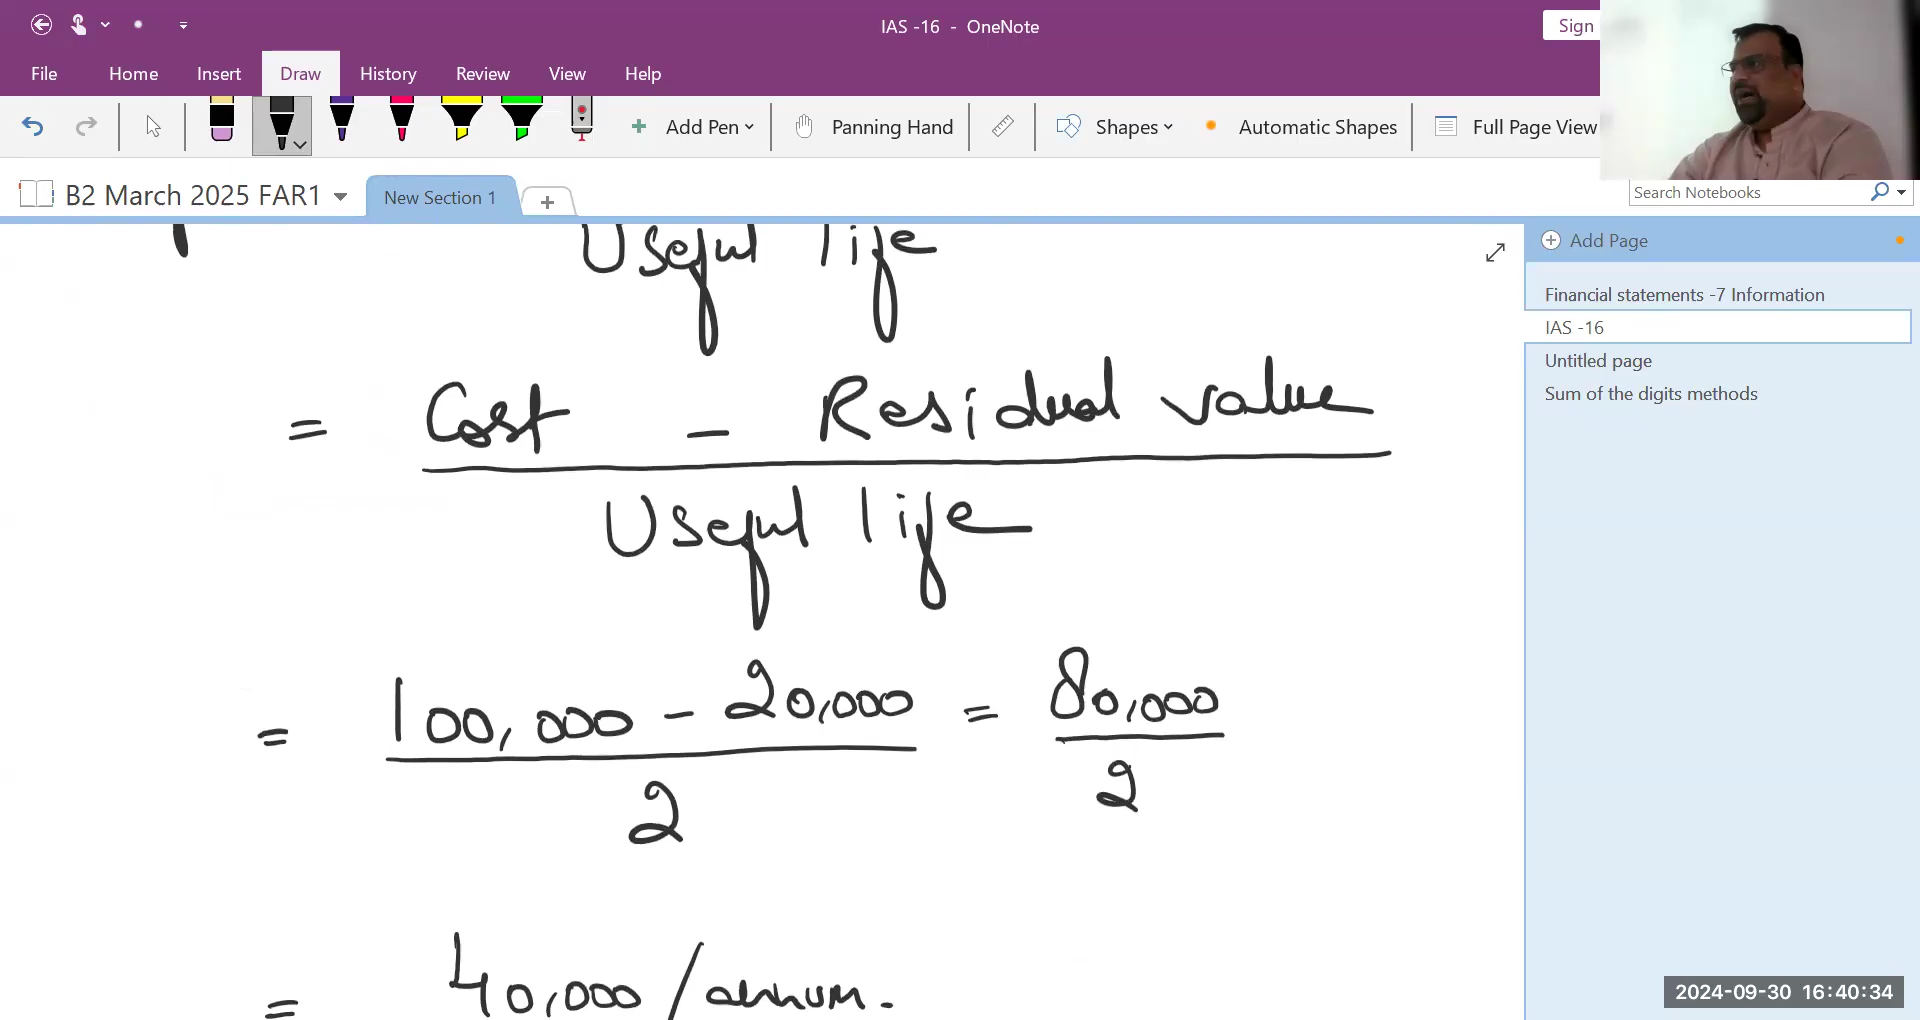 IAS -16 - OneNote
Sign
File Home Insert Draw History Review View Help
Add Pen Panning Hand Shapes Automatic Shapes Full Page View
B2 March 2025 FAR1 New Section 1
Search Notebooks
Useful life
= Cost - Residual value
Useful life
= 100,000 - 20,000 = 80,000
2 2
= 40,000 / annum.
Add Page
Financial statements -7 Information
IAS -16
Untitled page
Sum of the digits methods
2024-09-30 16:40:34